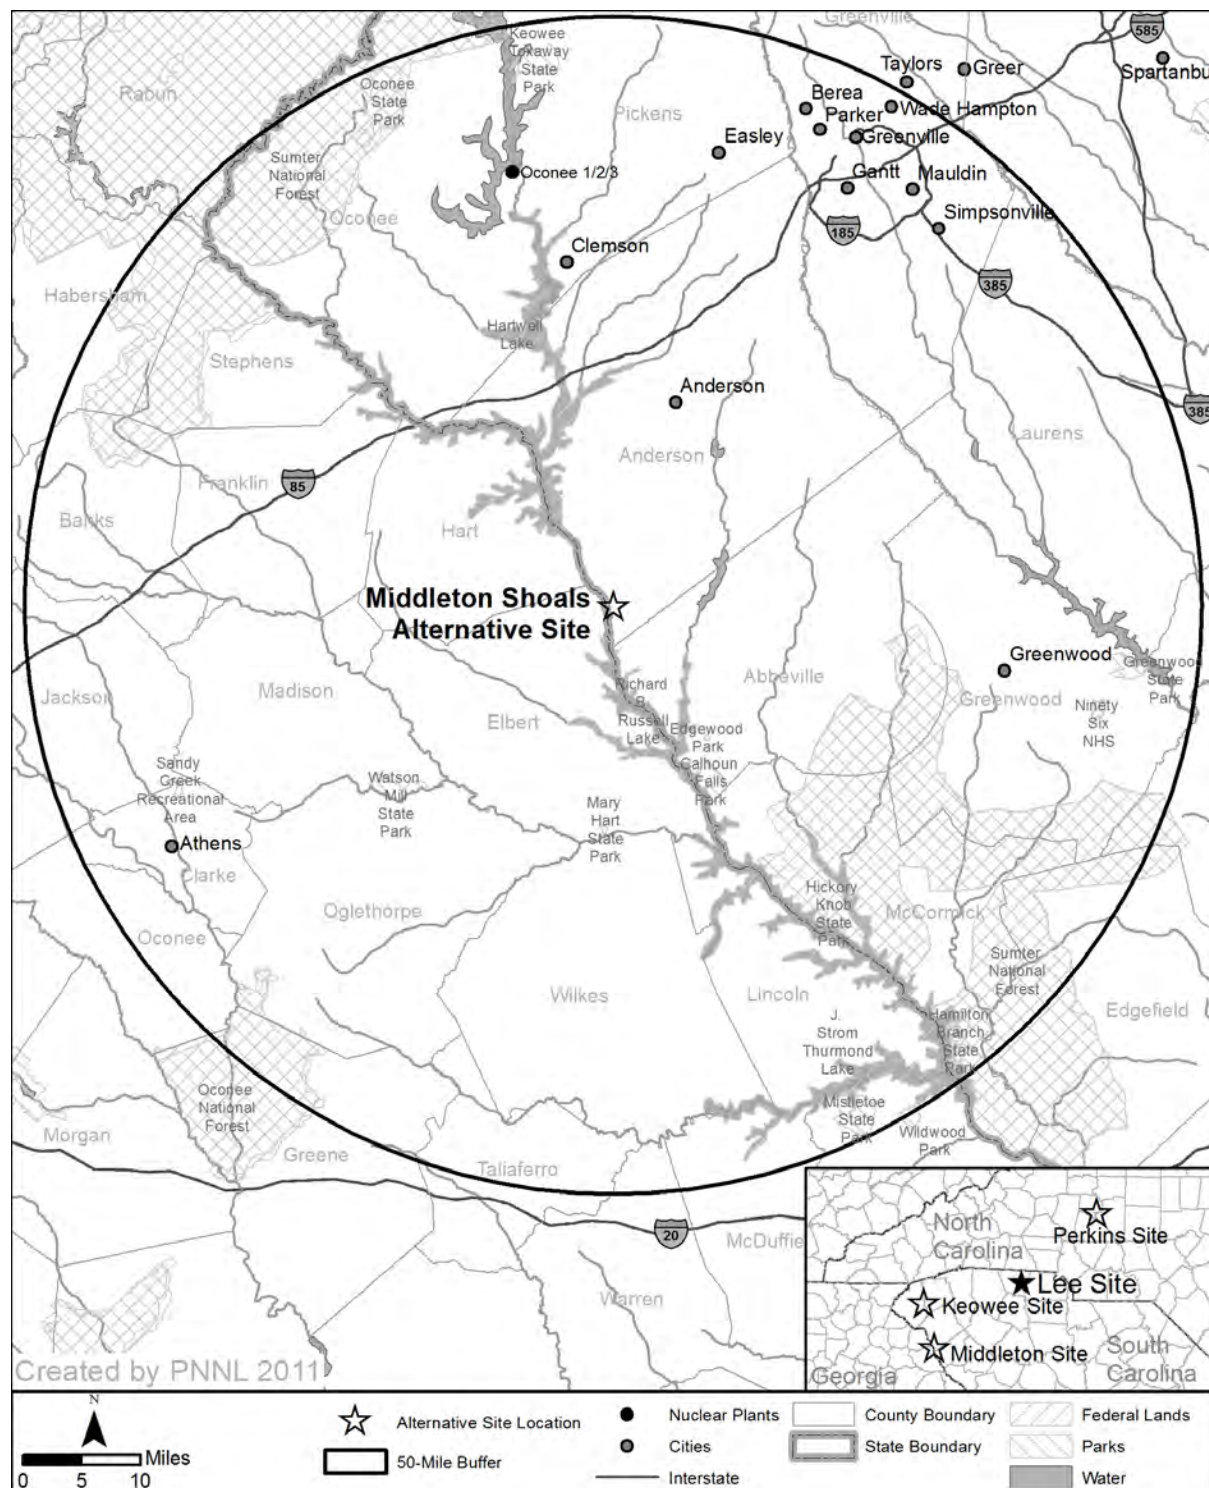 Greenville
585
Keowee
Toxaway
State
Park
Taylors
Greer
Spartanbu
Rabun
Oconee
State
Park
Pickens
Berea
Wade Hampton
Parker
Greenville
Easley
Sumter
National
Forest
Oconee 1/2/3
Gantt
Mauldin
Oconee
Simpsonville
185
Clemson
385
Habersham
Hartwell
Lake
Stephens
Anderson
385
Laurens
Anderson
Franklin
85
Banks
Hart
Middleton Shoals
Alternative Site
Greenwood
Greenwood
State
Park
Jackson
Madison
Richard
B.
Russell
Lake
Abbeville
Greenwood
Ninety
Six
NHS
Elbert
Edgewood
Park
Calhoun
Falls
Park
Sandy
Creek
Recreational
Area
Watson
Mill
State
Park
Mary
Hart
State
Park
Athens
Clarke
Hickory
Knob
State
Park
Oglethorpe
McCormick
Oconee
Sumter
National
Forest
Wilkes
Lincoln
Edgefield
J.
Strom
Thurmond
Lake
Hamilton
Branch
State
Park
Oconee
National
Forest
Mistletoe
State
Park
Wildwood
Park
Morgan
Greene
Taliaferro
20
McDuffie
Warren
North
Carolina
Perkins Site
Lee Site
Keowee Site
Middleton Site
South
Carolina
Georgia
Created by PNNL 2011
N
Miles
0 5 10
Alternative Site Location
50-Mile Buffer
Nuclear Plants
Cities
Interstate
County Boundary
State Boundary
Federal Lands
Parks
Water